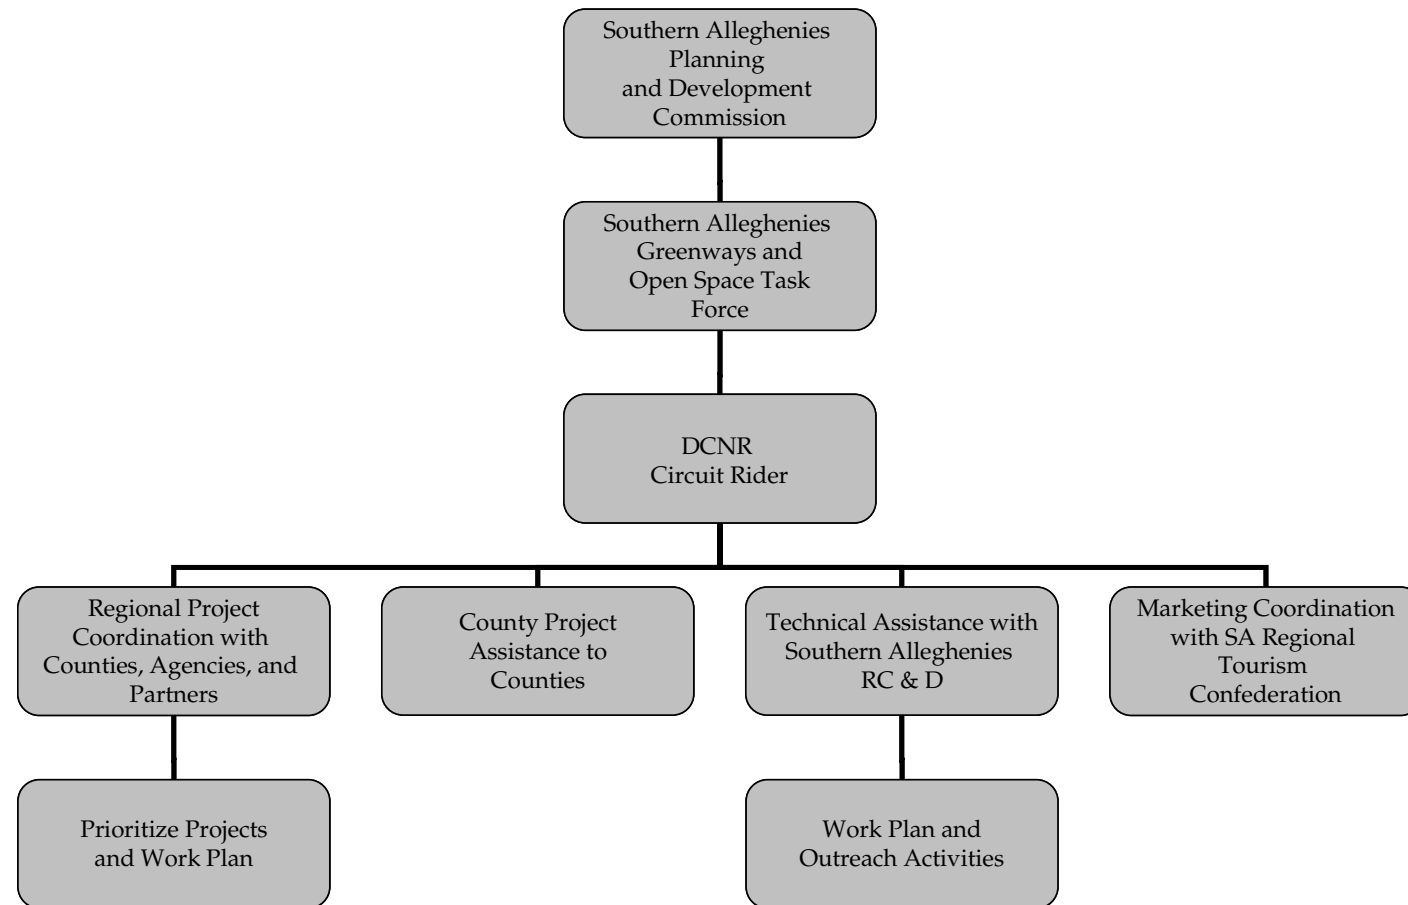 Southern Alleghenies
Planning
and Development
Commission
Southern Alleghenies
Greenways and
Open Space Task
Force
DCNR
Circuit Rider
Regional Project
Coordination with
Counties, Agencies, and
Partners
County Project
Assistance to
Counties
Technical Assistance with
Southern Alleghenies
RC & D
Marketing Coordination
with SA Regional
Tourism
Confederation
Prioritize Projects
and Work Plan
Work Plan and
Outreach Activities